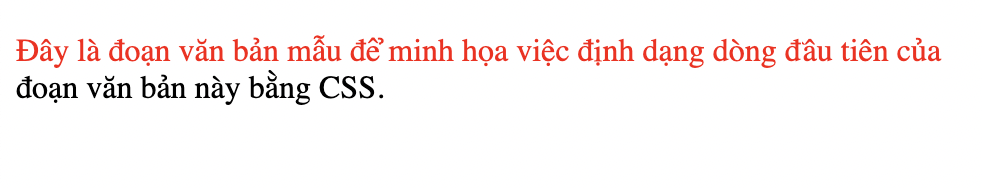 Đây là đoạn văn bản mẫu để minh họa việc định dạng dòng đầu tiên của
đoạn văn bản này bằng CSS.